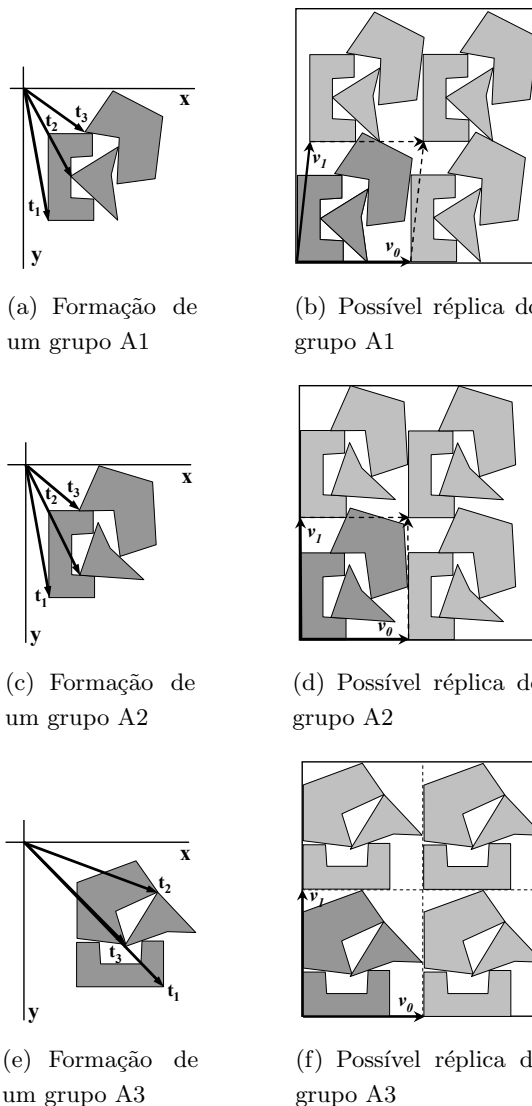 x
t₃
t₂
t₁
y
v₁
v₀
(a) Formação de
um grupo A1
(b) Possível réplica de
grupo A1
x
t₃
t₂
t₁
y
v₁
v₀
(c) Formação de
um grupo A2
(d) Possível réplica de
grupo A2
x
t₂
t₃
t₁
y
v₁
v₀
(e) Formação de
um grupo A3
(f) Possível réplica d
grupo A3